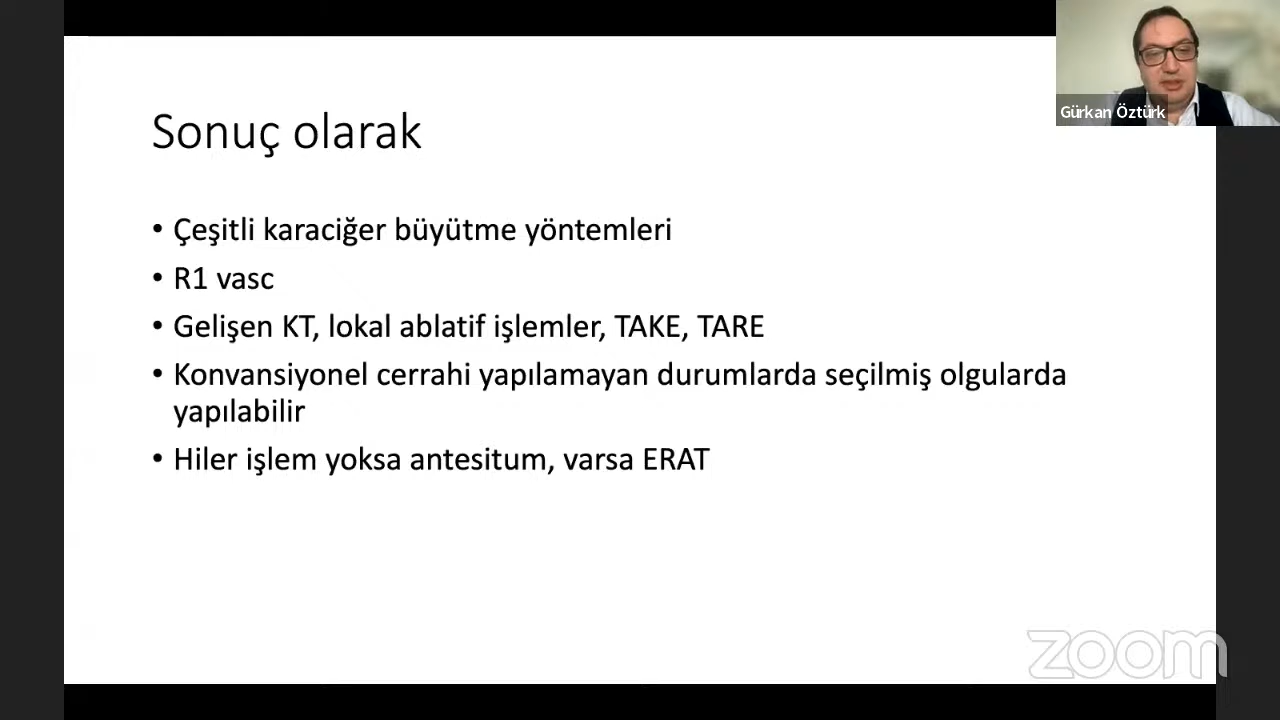 Gürkan Öztürk
Sonuç olarak
• Çeşitli karaciğer büyütme yöntemleri
• R1 vasc
• Gelişen KT, lokal ablatif işlemler, TAKE, TARE
• Konvansiyonel cerrahi yapılamayan durumlarda seçilmiş olgularda
yapılabilir
• Hiler işlem yoksa antesitum, varsa ERAT
zoom